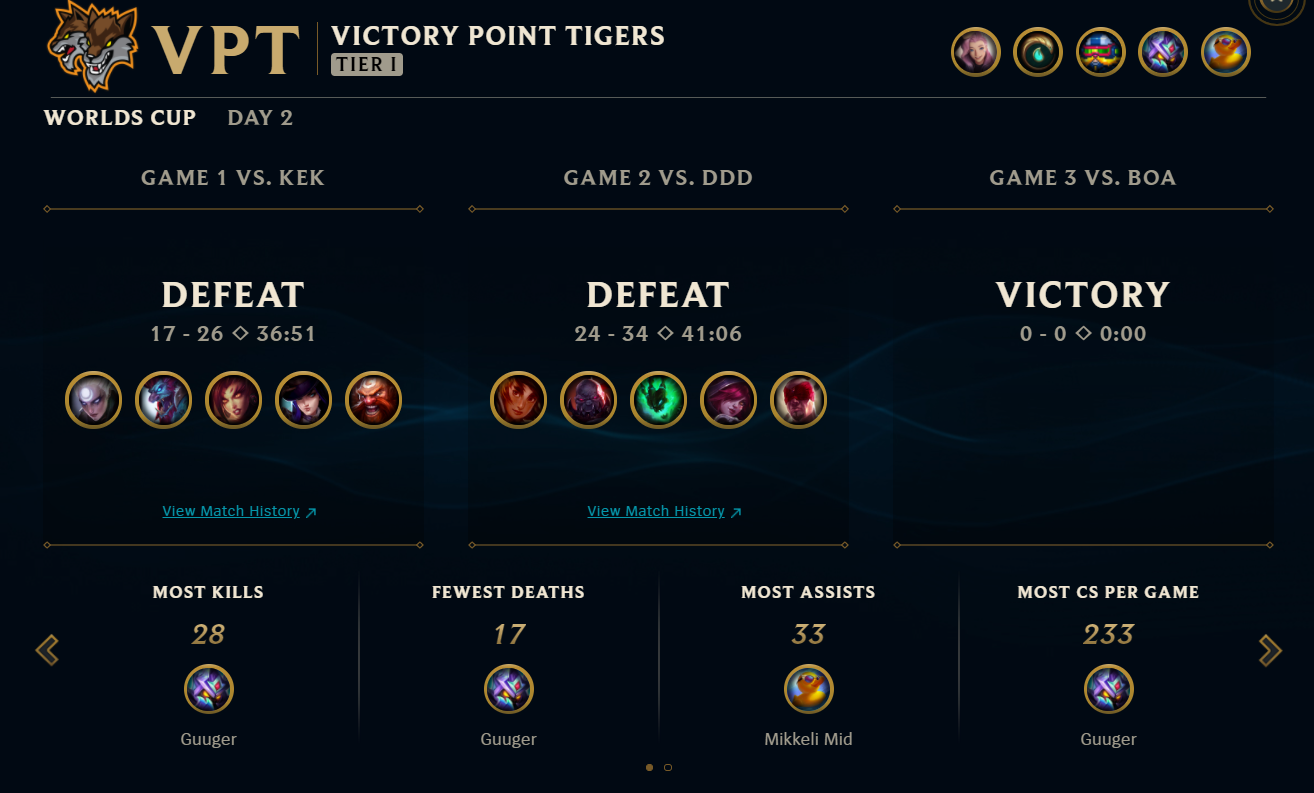 VPT
VICTORY POINT TIGERS
TIER I
WORLDS CUP DAY 2
GAME 1 VS. KEK
DEFEAT
17 - 26 ◇ 36:51
View Match History ↗
GAME 2 VS. DDD
DEFEAT
24 - 34 ◇ 41:06
View Match History ↗
GAME 3 VS. BOA
VICTORY
0 - 0 ◇ 0:00
MOST KILLS
28
Guuger
FEWEST DEATHS
17
Guuger
MOST ASSISTS
33
Mikkeli Mid
MOST CS PER GAME
233
Guuger